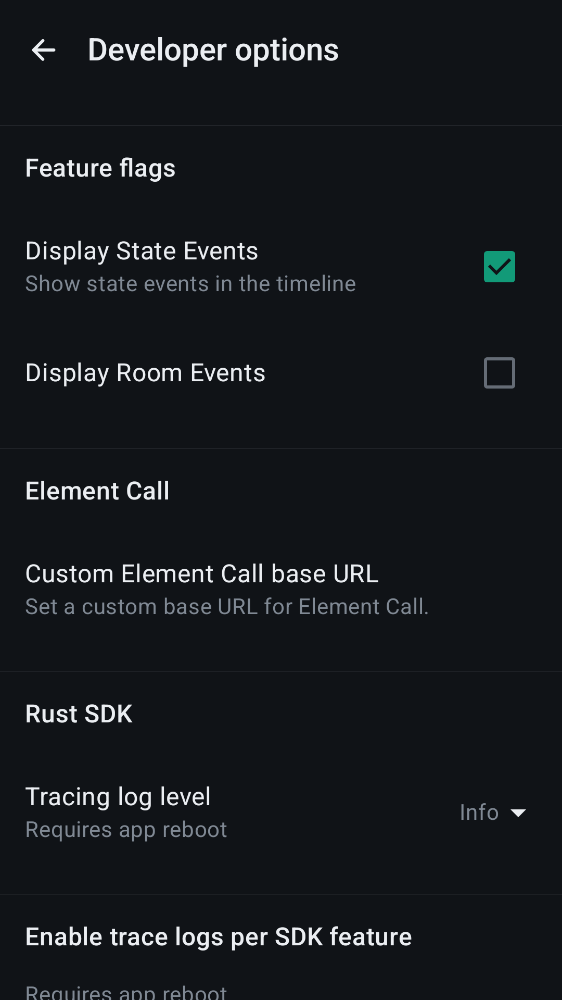 Developer options
Feature flags
Display State Events
Show state events in the timeline
Display Room Events
Element Call
Custom Element Call base URL
Set a custom base URL for Element Call.
Rust SDK
Tracing log level
Requires app reboot
Info
Enable trace logs per SDK feature
Requires app reboot